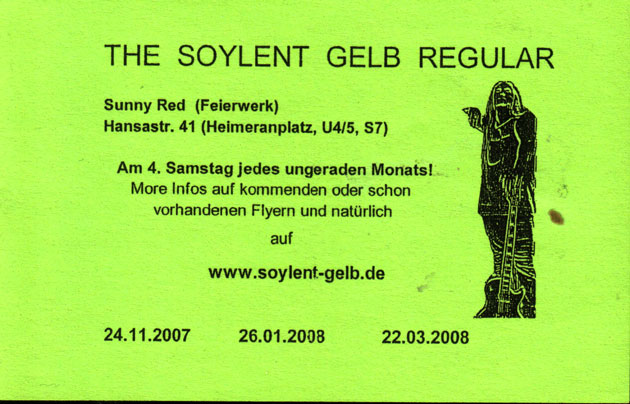 THE SOYLENT GELB REGULAR
Sunny Red (Feierwerk)
Hansastr. 41 (Heimeranplatz, U4/5, S7)
Am 4. Samstag jedes ungeraden Monats!
More Infos auf kommenden oder schon
vorhandenen Flyern und natürlich
auf
www.soylent-gelb.de
24.11.2007 26.01.2008 22.03.2008